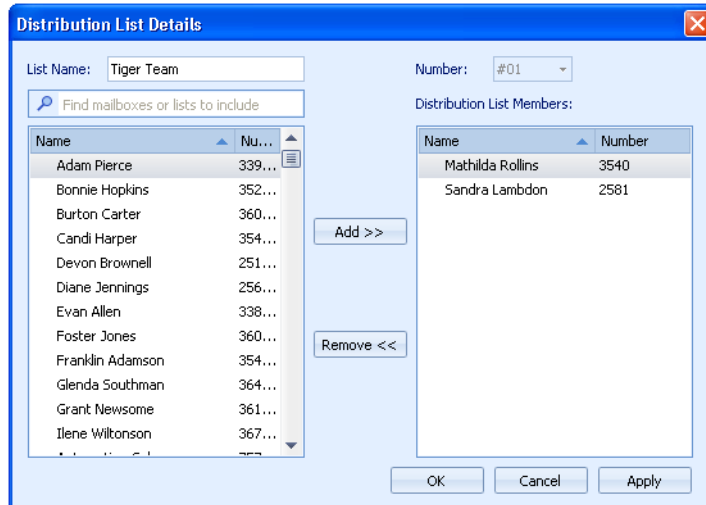 Distribution List Details
List Name: Tiger Team Number: #01
Find mailboxes or lists to include Distribution List Members:
Name Nu... Name Number
Adam Pierce 339... Mathilda Rollins 3540
Bonnie Hopkins 352... Sandra Lambdon 2581
Burton Carter 360...
Candi Harper 354... Add >>
Devon Brownell 251...
Diane Jennings 256...
Evan Allen 338...
Foster Jones 360... Remove <<
Franklin Adamson 354...
Glenda Southman 364...
Grant Newsome 361...
Ilene Wiltonson 367...
OK Cancel Apply